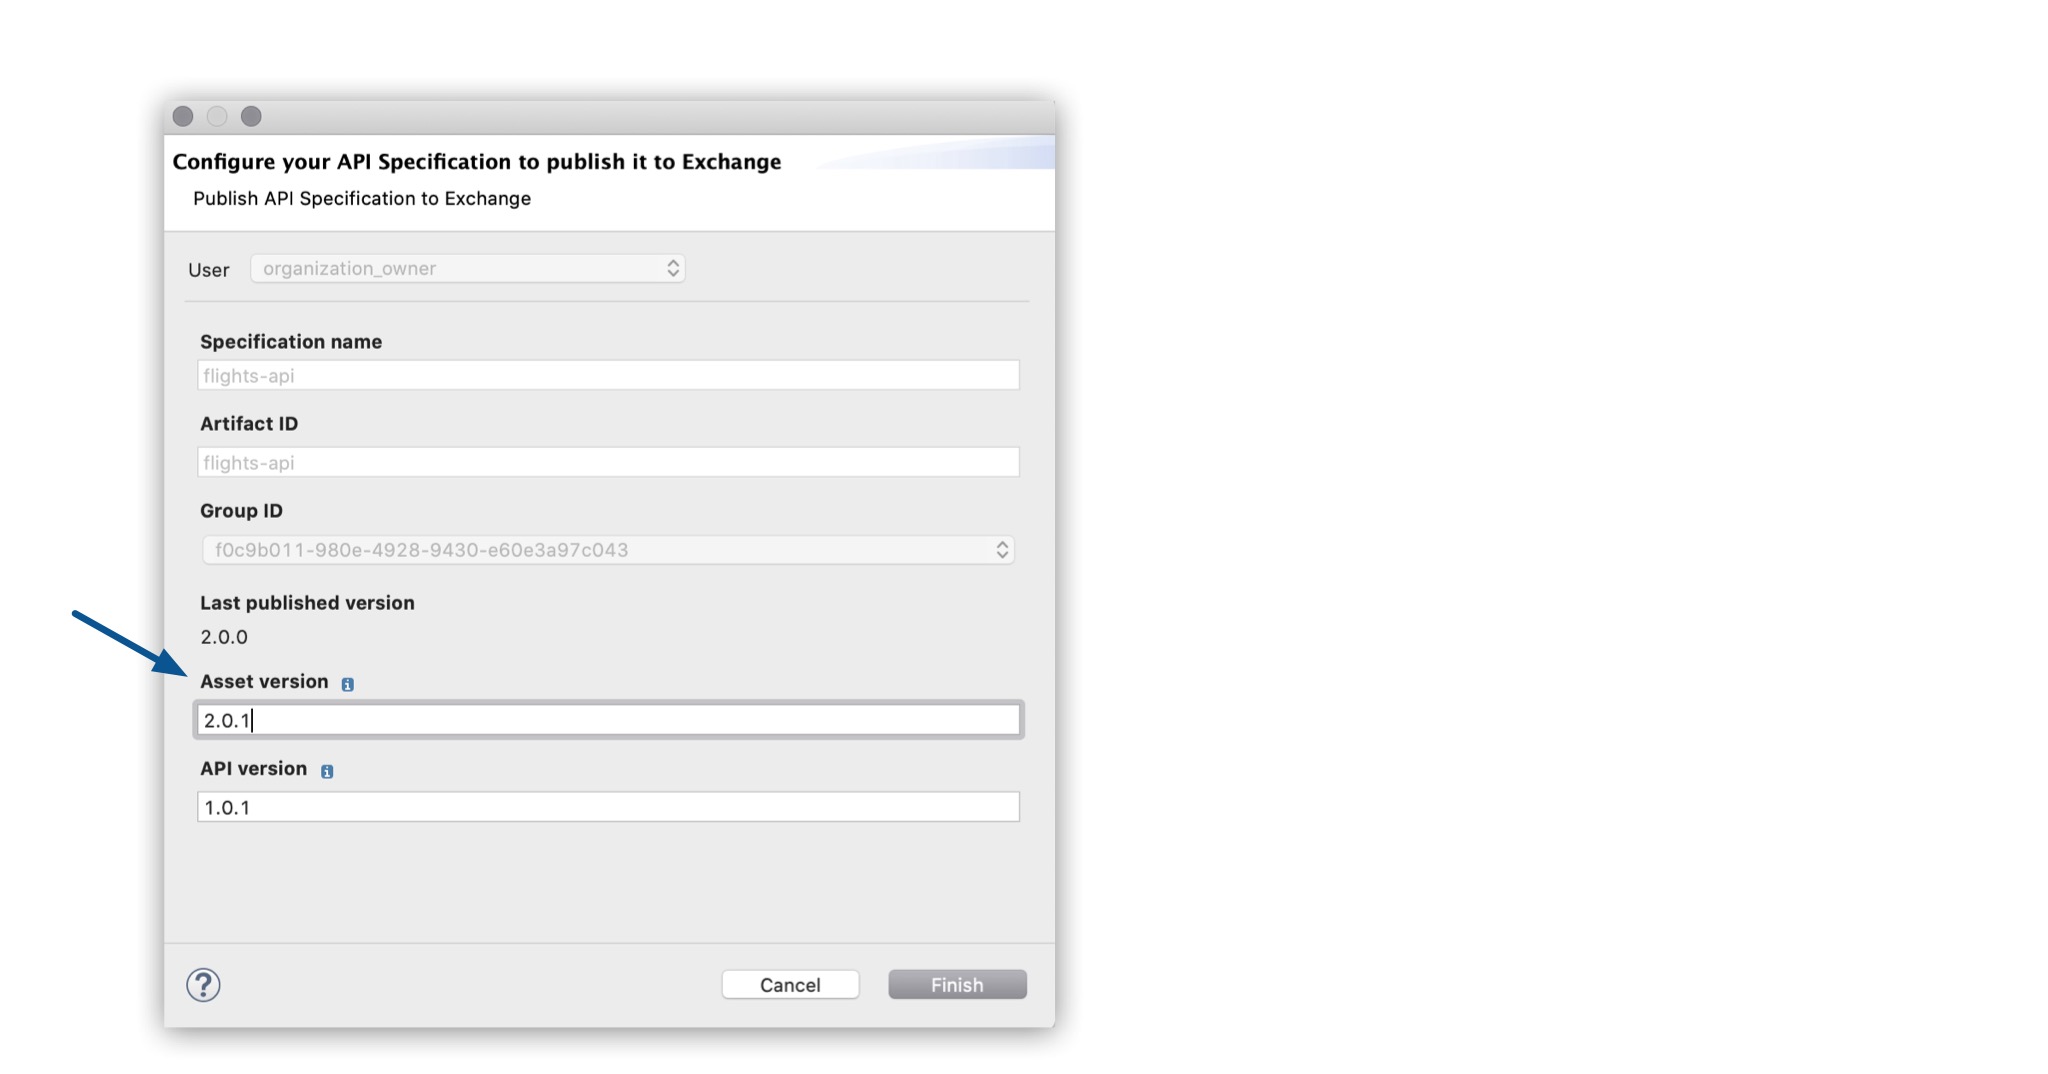 Configure your API Specification to publish it to Exchange
Publish API Specification to Exchange
User organization_owner
Specification name
flights-api
Artifact ID
flights-api
Group ID
f0c9b011-980e-4928-9430-e60e3a97c043
Last published version
2.0.0
Asset version
2.0.1
API version
1.0.1
? Cancel Finish